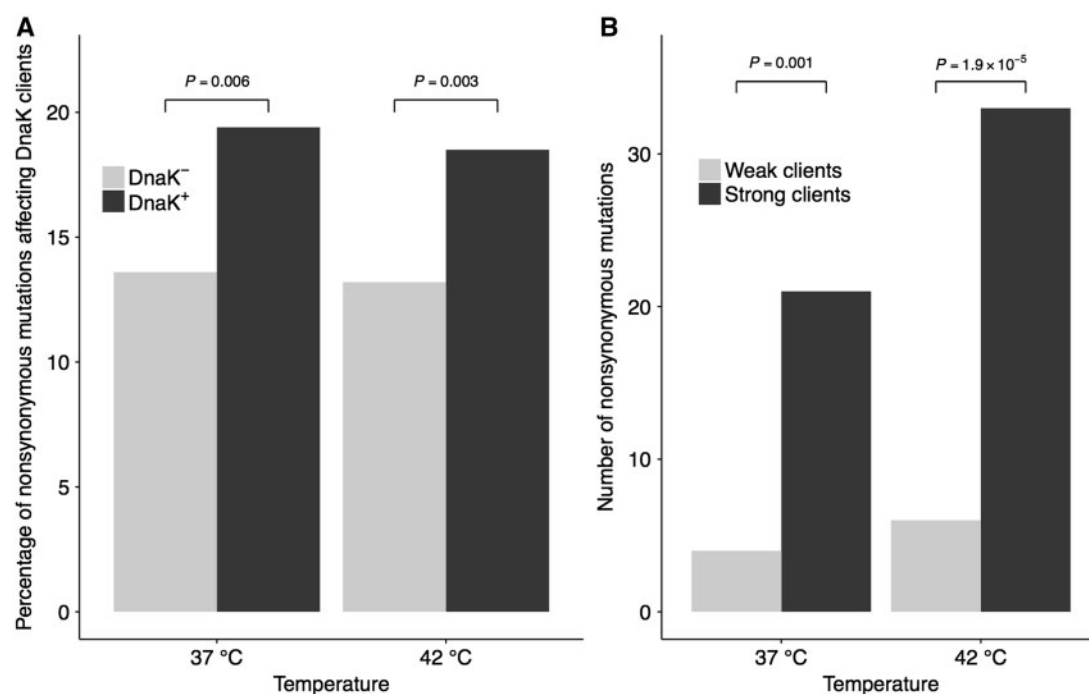 A
Percentage of nonsynonymous mutations affecting DnaK clients
20
15
10
5
0
P = 0.006
P = 0.003
DnaK⁻
DnaK⁺
37 °C
42 °C
Temperature
B
Number of nonsynonymous mutations
30
20
10
0
P = 0.001
P = 1.9 × 10⁻⁵
Weak clients
Strong clients
37 °C
42 °C
Temperature